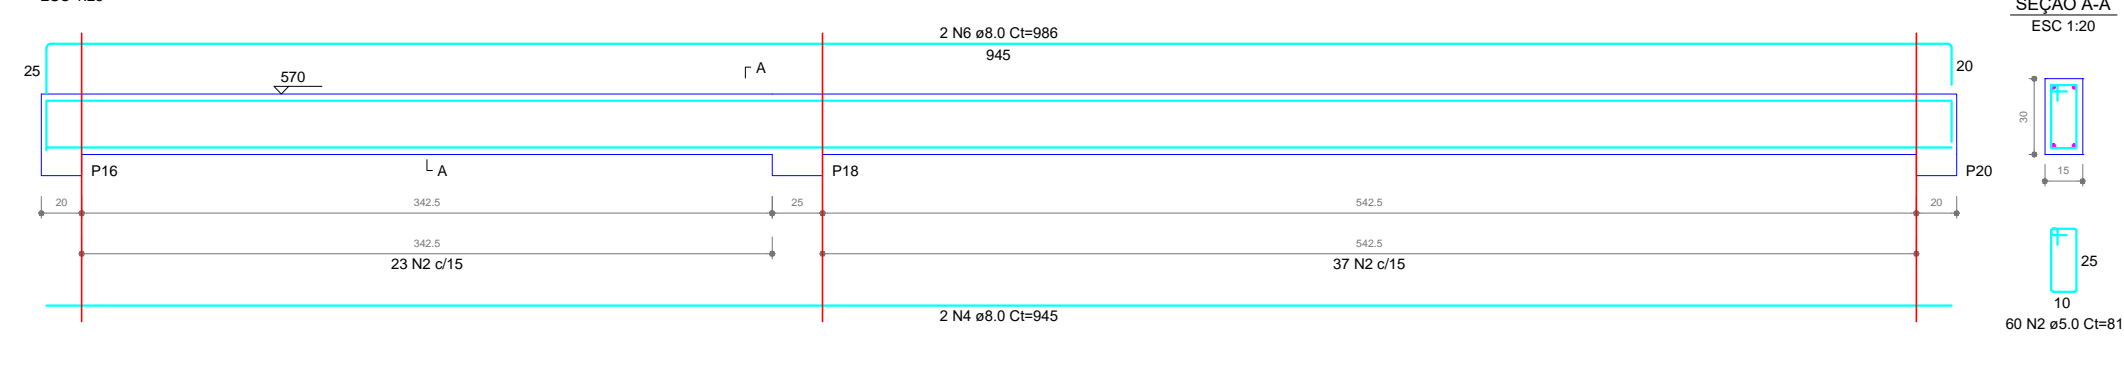 SEÇÃO A-A
ESC 1:20
2 N6 ø8.0 Ct=986
945
25
570
A
20
30
A
P16
P18
P20
15
20
342.5
25
542.5
20
342.5
542.5
23 N2 c/15
37 N2 c/15
25
10
2 N4 ø8.0 Ct=945
60 N2 ø5.0 Ct=81